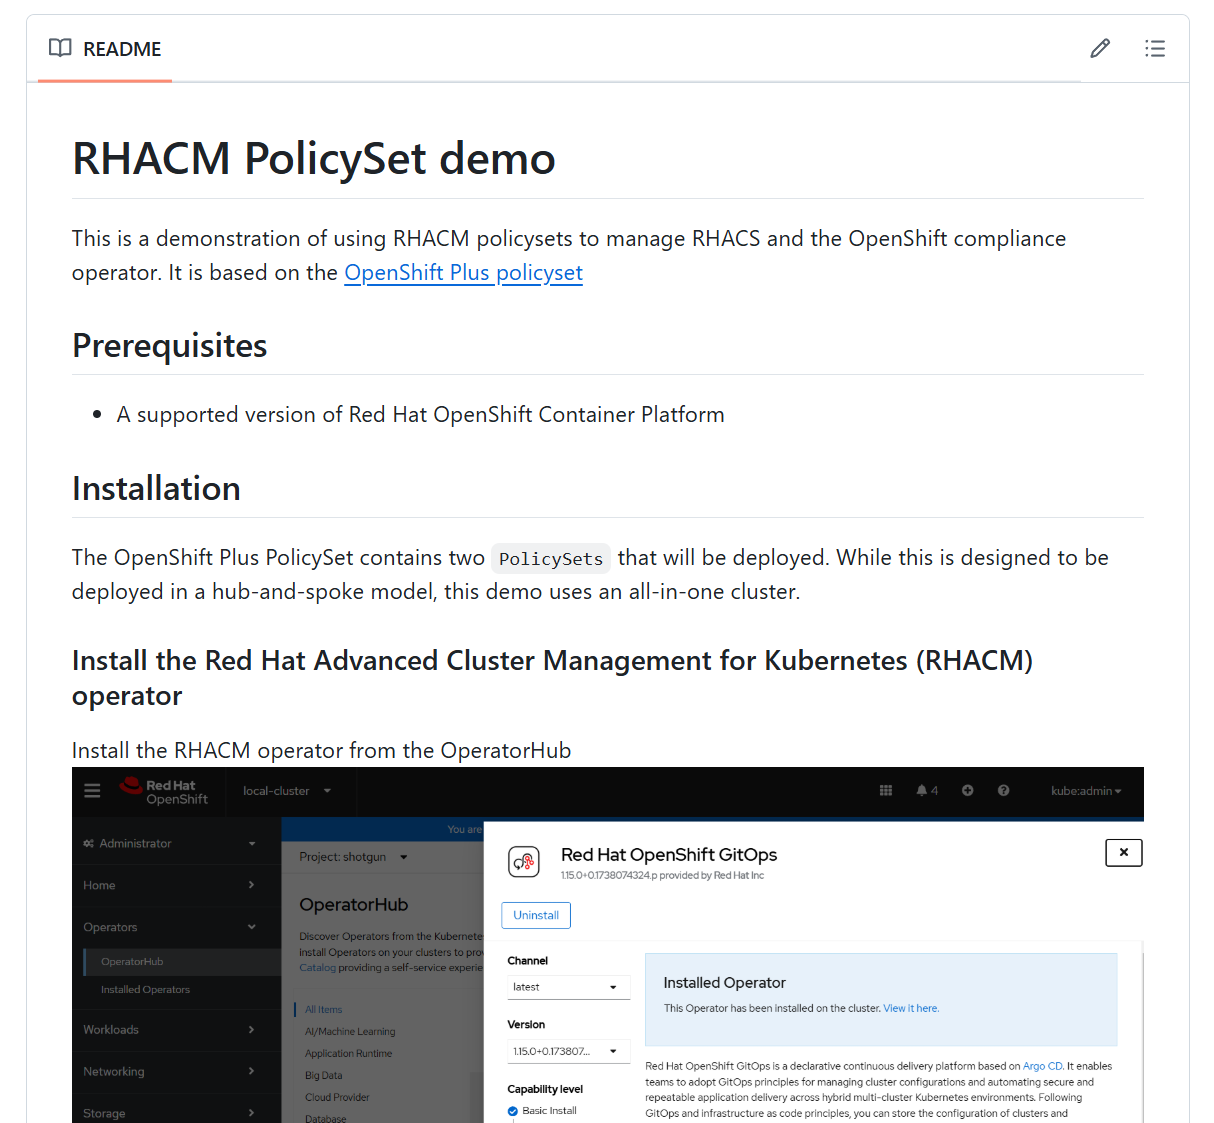 README
RHACM PolicySet demo
This is a demonstration of using RHACM policysets to manage RHACS and the OpenShift compliance
operator. It is based on the OpenShift Plus policyset
Prerequisites
• A supported version of Red Hat OpenShift Container Platform
Installation
The OpenShift Plus PolicySet contains two PolicySets that will be deployed. While this is designed to be
deployed in a hub-and-spoke model, this demo uses an all-in-one cluster.
Install the Red Hat Advanced Cluster Management for Kubernetes (RHACM)
operator
Install the RHACM operator from the OperatorHub
Red Hat
OpenShift
local-cluster
4
kube:admin
Administrator
Home
Operators
OperatorHub
Installed Operators
Workloads
Networking
Storage
You are
Project: shotgun
OperatorHub
Discover Operators from the Kubernete
install Operators on your clusters to prov
Catalog providing a self-service experie
All Items
AI/Machine Learning
Application Runtime
Big Data
Cloud Provider
Database
Red Hat OpenShift GitOps
1.15.0+0.1738074324.p provided by Red Hat Inc
Uninstall
Channel
latest
Version
1.15.0+0.173807...
Capability level
Basic Install
Installed Operator
This Operator has been installed on the cluster. View it here.
Red Hat OpenShift GitOps is a declarative continuous delivery platform based on Argo CD. It enables
teams to adopt GitOps principles for managing cluster configurations and automating secure and
repeatable application delivery across hybrid multi-cluster Kubernetes environments. Following
GitOps and infrastructure as code principles, you can store the configuration of clusters and